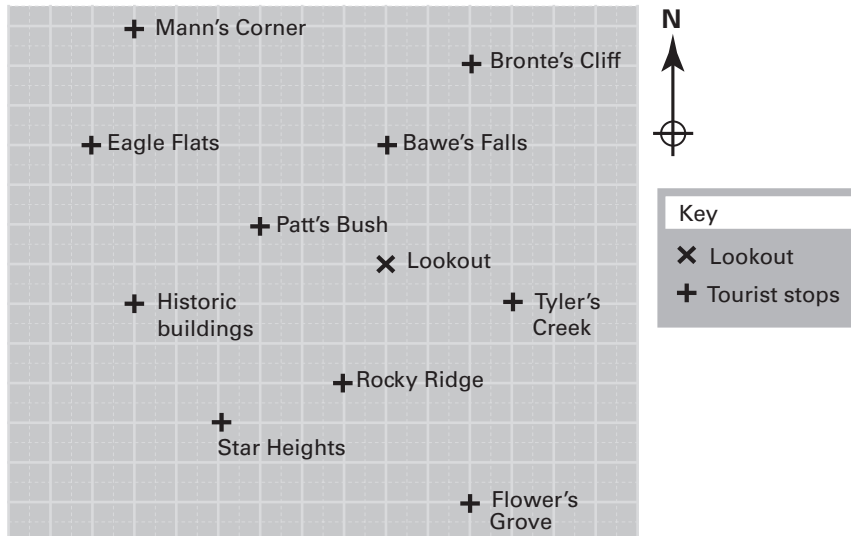 Mann's Corner
N
Bronte's Cliff
Eagle Flats
Bawe's Falls
Patt's Bush
Lookout
Historic
buildings
Tyler's
Creek
Rocky Ridge
Star Heights
Flower's
Grove
Key
Lookout
Tourist stops